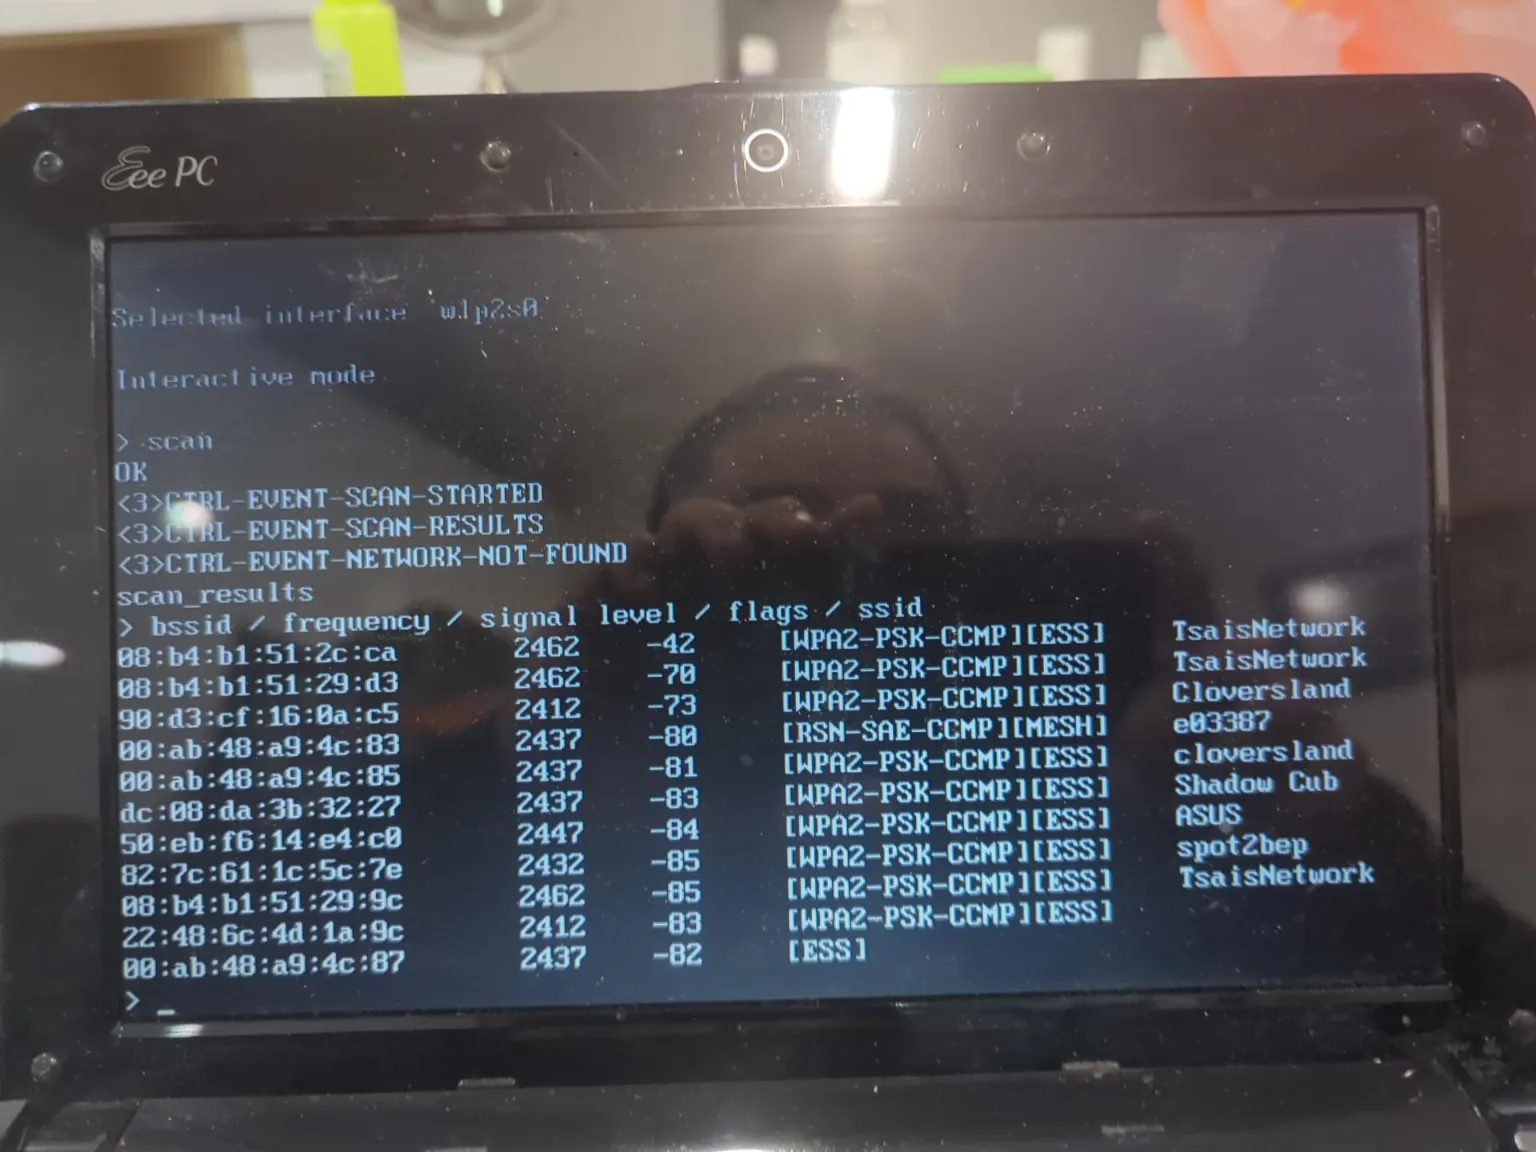 Eee PC
Selected interface 'wlp2s0'
Interactive mode
> scan
OK
<3>CTRL-EVENT-SCAN-STARTED
<3>CTRL-EVENT-SCAN-RESULTS
<3>CTRL-EVENT-NETWORK-NOT-FOUND
scan_results
> bssid / frequency / signal level / flags / ssid
08:b4:b1:51:2c:ca 2462 -42 [WPA2-PSK-CCMP][ESS] TsaisNetwork
08:b4:b1:51:29:d3 2462 -70 [WPA2-PSK-CCMP][ESS] TsaisNetwork
90:d3:cf:16:0a:c5 2412 -73 [WPA2-PSK-CCMP][ESS] Cloversland
00:ab:48:a9:4c:83 2437 -80 [RSN-SAE-CCMP][MESH] e03387
00:ab:48:a9:4c:85 2437 -81 [WPA2-PSK-CCMP][ESS] cloversland
dc:08:da:3b:32:27 2437 -83 [WPA2-PSK-CCMP][ESS] Shadow Cub
50:eb:f6:14:e4:c0 2447 -84 [WPA2-PSK-CCMP][ESS] ASUS
82:7c:61:1c:5c:7e 2432 -85 [WPA2-PSK-CCMP][ESS] spot2bep
08:b4:b1:51:29:9c 2462 -85 [WPA2-PSK-CCMP][ESS] TsaisNetwork
22:48:6c:4d:1a:9c 2412 -83 [WPA2-PSK-CCMP][ESS]
00:ab:48:a9:4c:87 2437 -82 [ESS]
> _